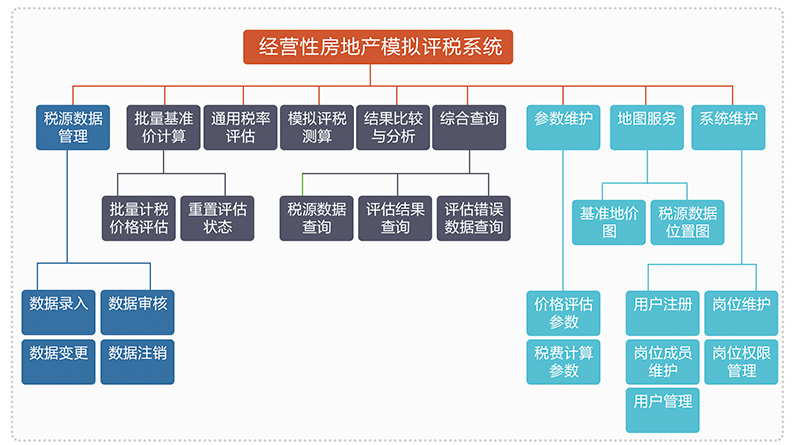 经营性房地产模拟评税系统
税源数据
管理
批量基准
价计算
通用税率
评估
模拟评税
测算
结果比较
与分析
综合查询
参数维护
地图服务
系统维护
批量计税
价格评估
重置评估
状态
税源数据
查询
评估结果
查询
评估错误
数据查询
基准地价
图
税源数据
位置图
数据录入
数据审核
数据变更
数据注销
价格评估
参数
税费计算
参数
用户注册
岗位维护
岗位成员
维护
岗位权限
管理
用户管理